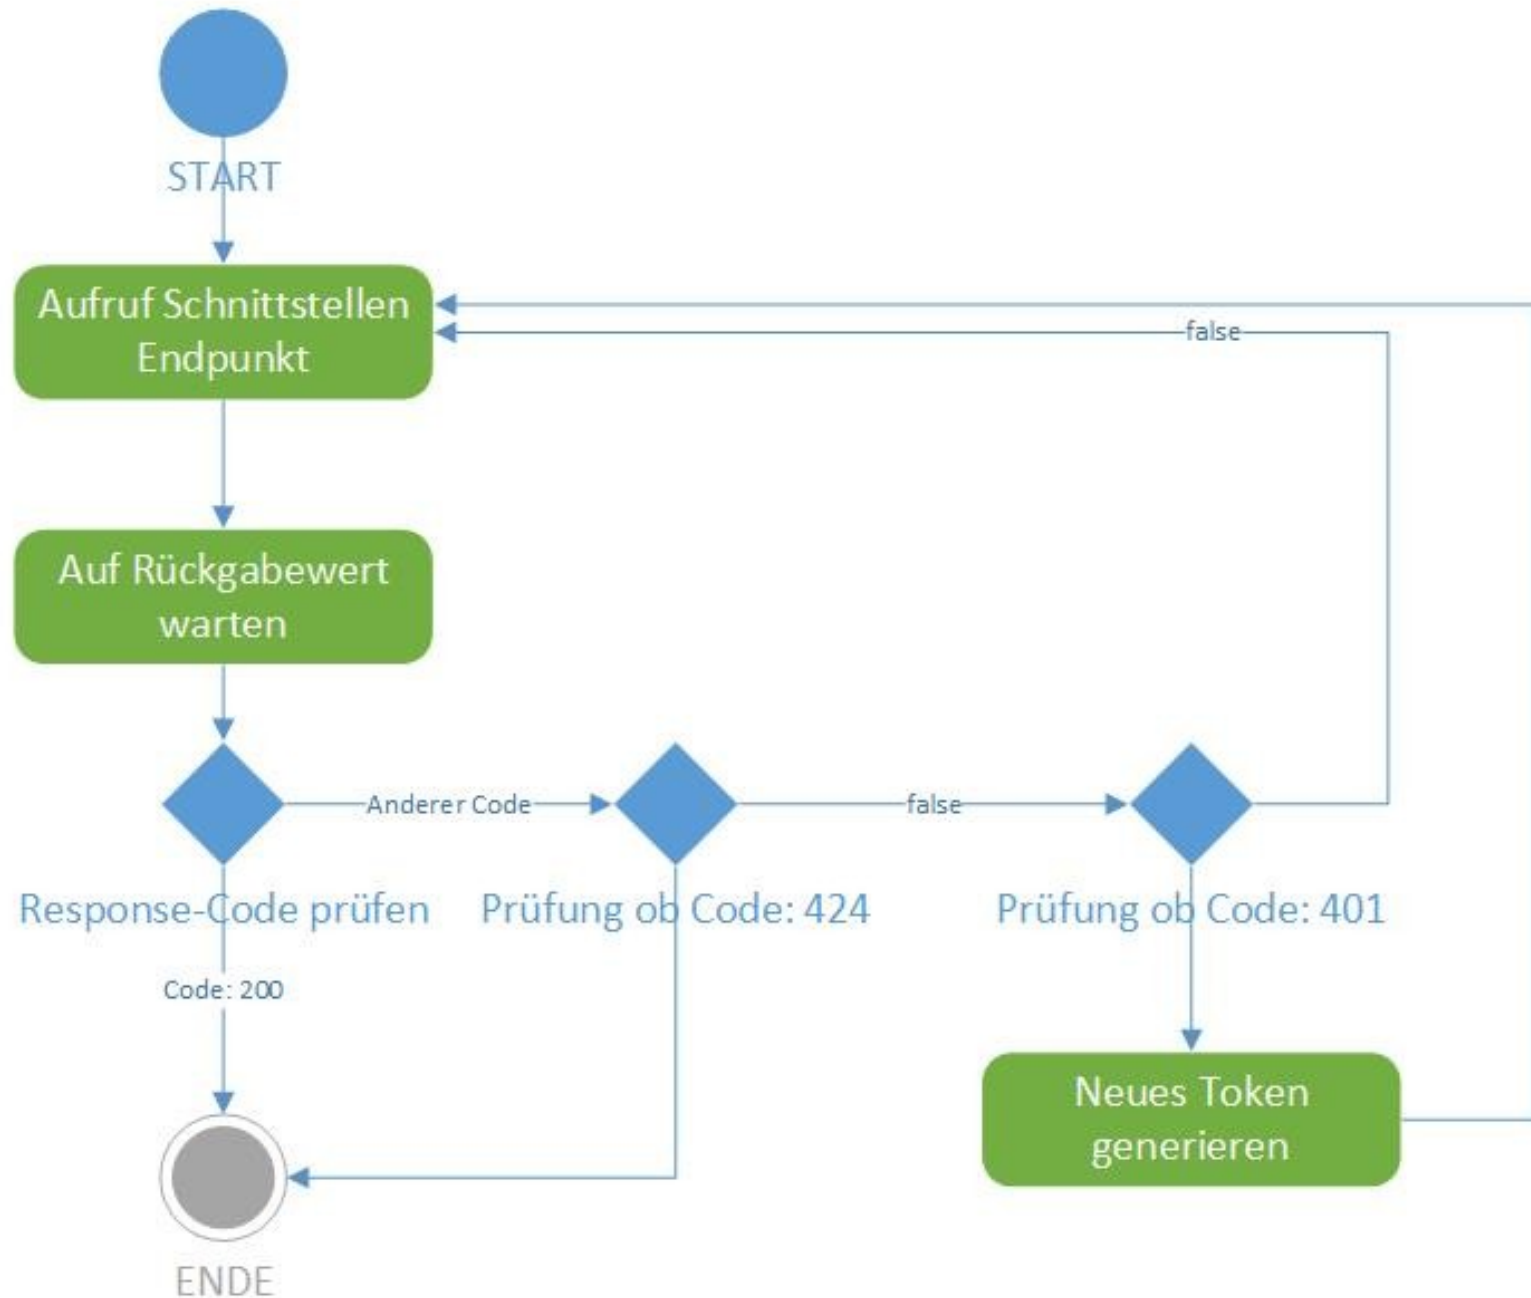 START
Aufruf Schnittstellen
Endpunkt
false
Auf Rückgabewert
warten
Anderer Code
false
Response-Code prüfen
Prüfung ob Code: 424
Prüfung ob Code: 401
Code: 200
Neues Token
generieren
ENDE